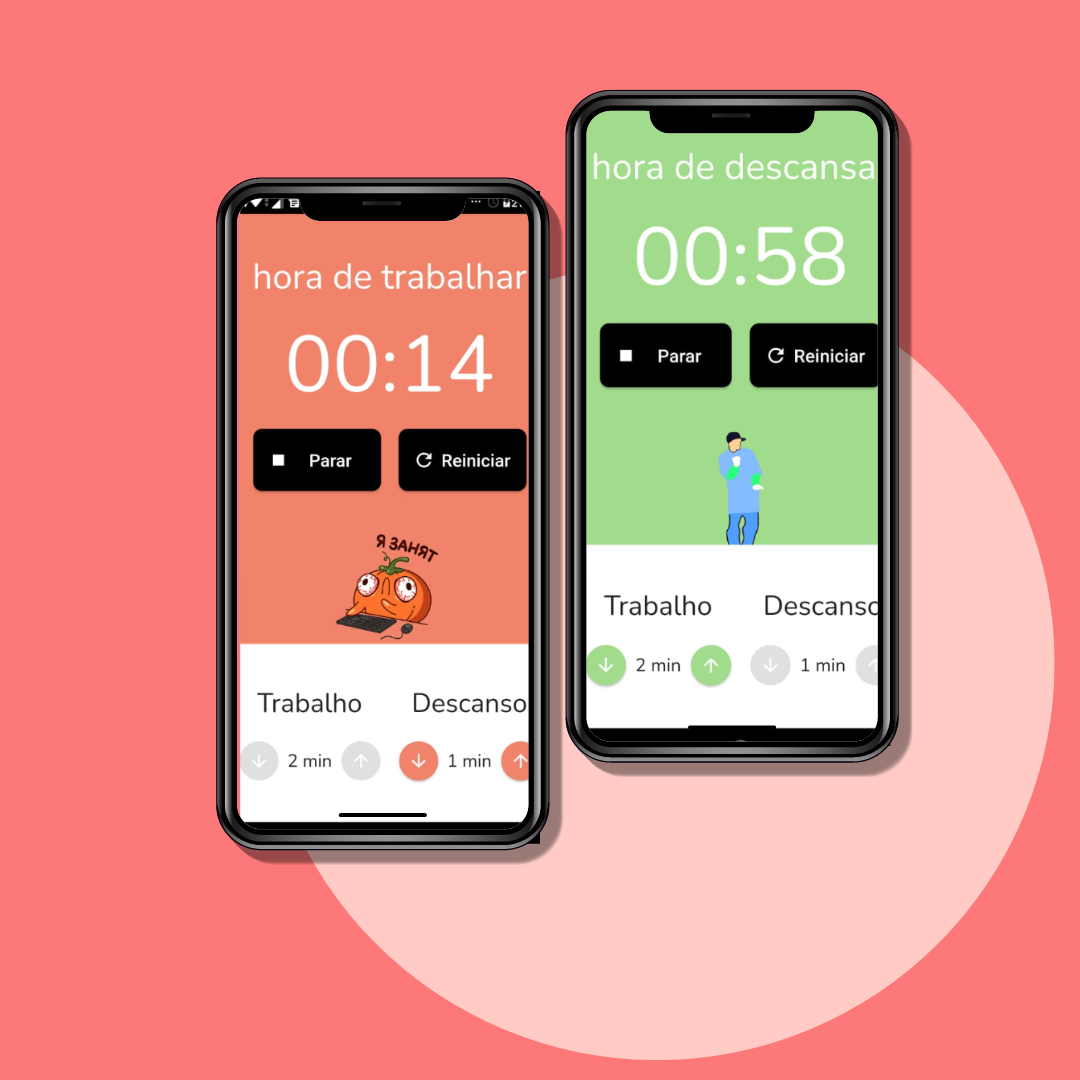 hora de trabalhar
00:14
Parar
Reiniciar
Я ЗАНЯТ
Trabalho
Descanso
2 min
1 min
hora de descansa
00:58
Parar
Reiniciar
Trabalho
Descanso
2 min
1 min